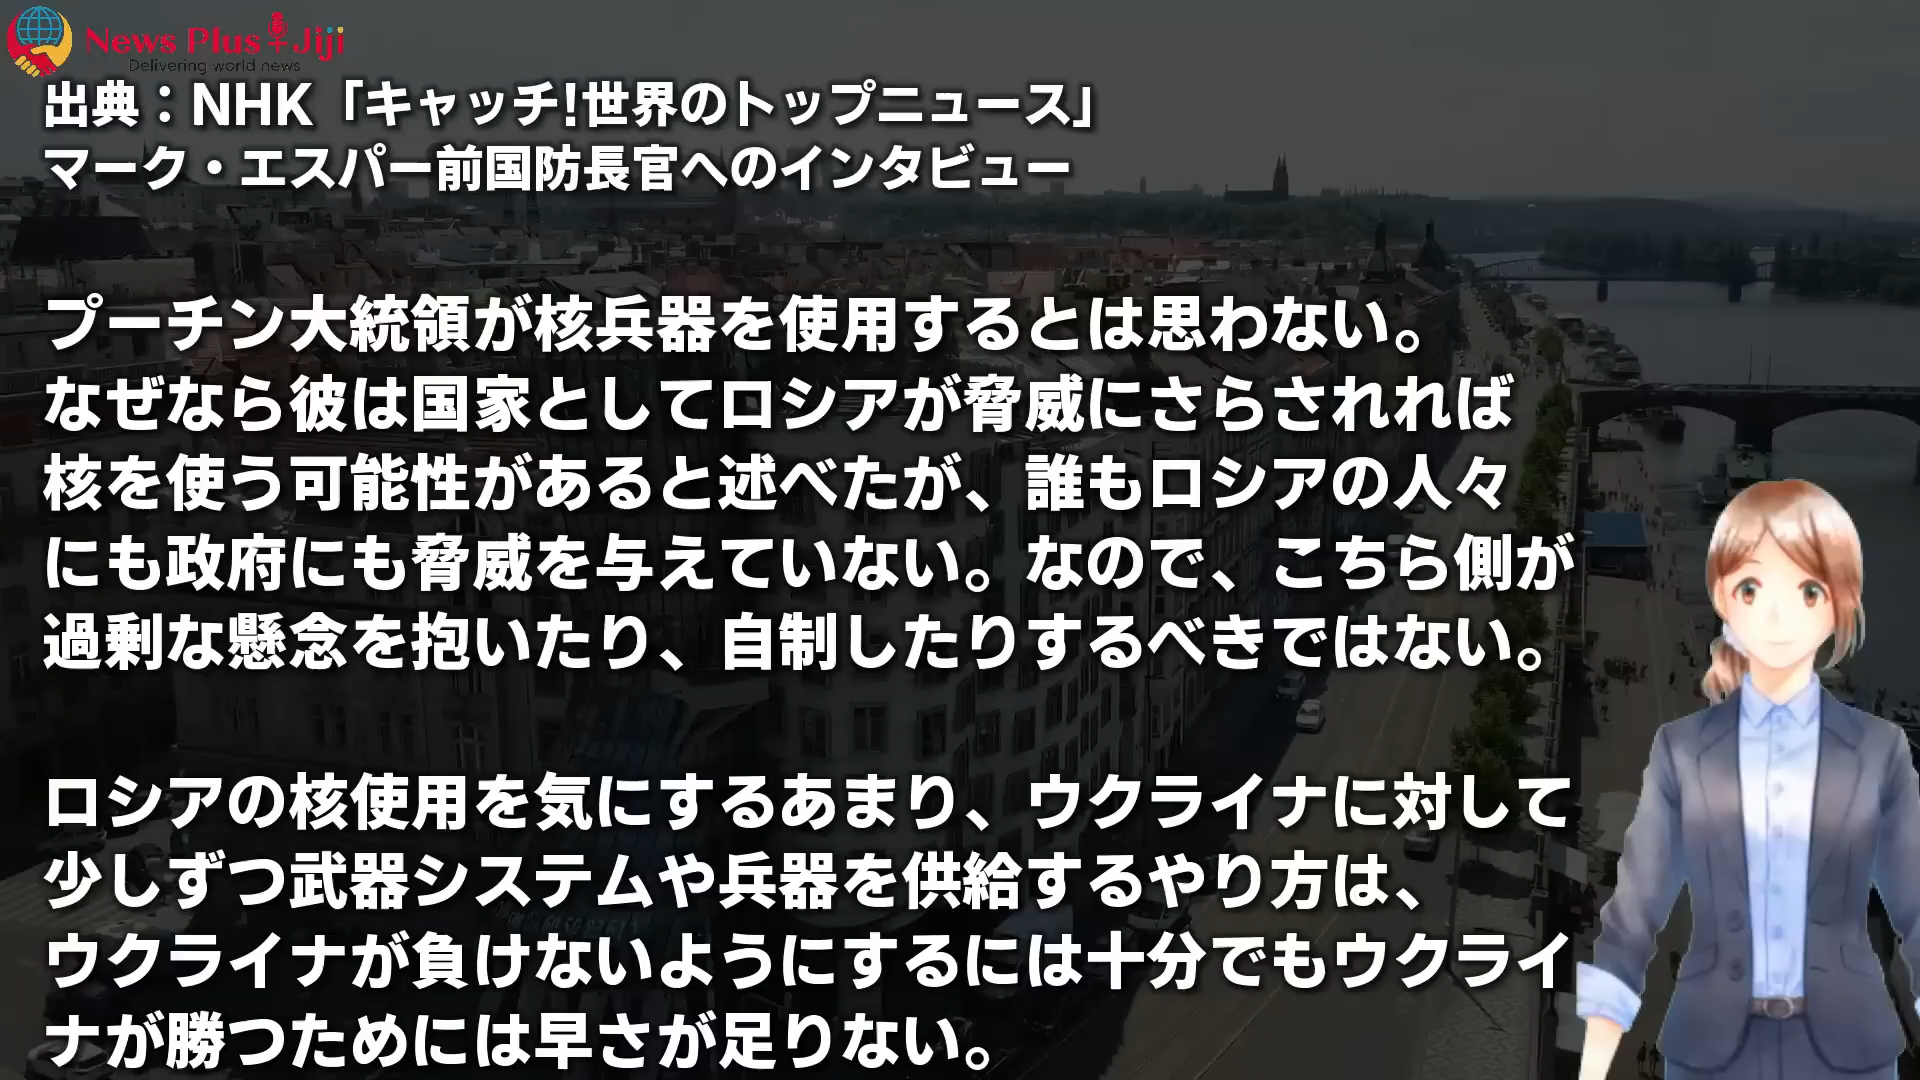 News Plus Jiji
Delivering world news
出典：NHK「キャッチ!世界のトップニュース」
マーク・エスパー前国防長官へのインタビュー
プーチン大統領が核兵器を使用するとは思わない。
なぜなら彼は国家としてロシアが脅威にさらされれば
核を使う可能性があると述べたが、誰もロシアの人々
にも政府にも脅威を与えていない。なので、こちら側が
過剰な懸念を抱いたり、自制したりするべきではない。
ロシアの核使用を気にするあまり、ウクライナに対して
少しずつ武器システムや兵器を供給するやり方は、
ウクライナが負けないようにするには十分でもウクライ
ナが勝つためには早さが足りない。